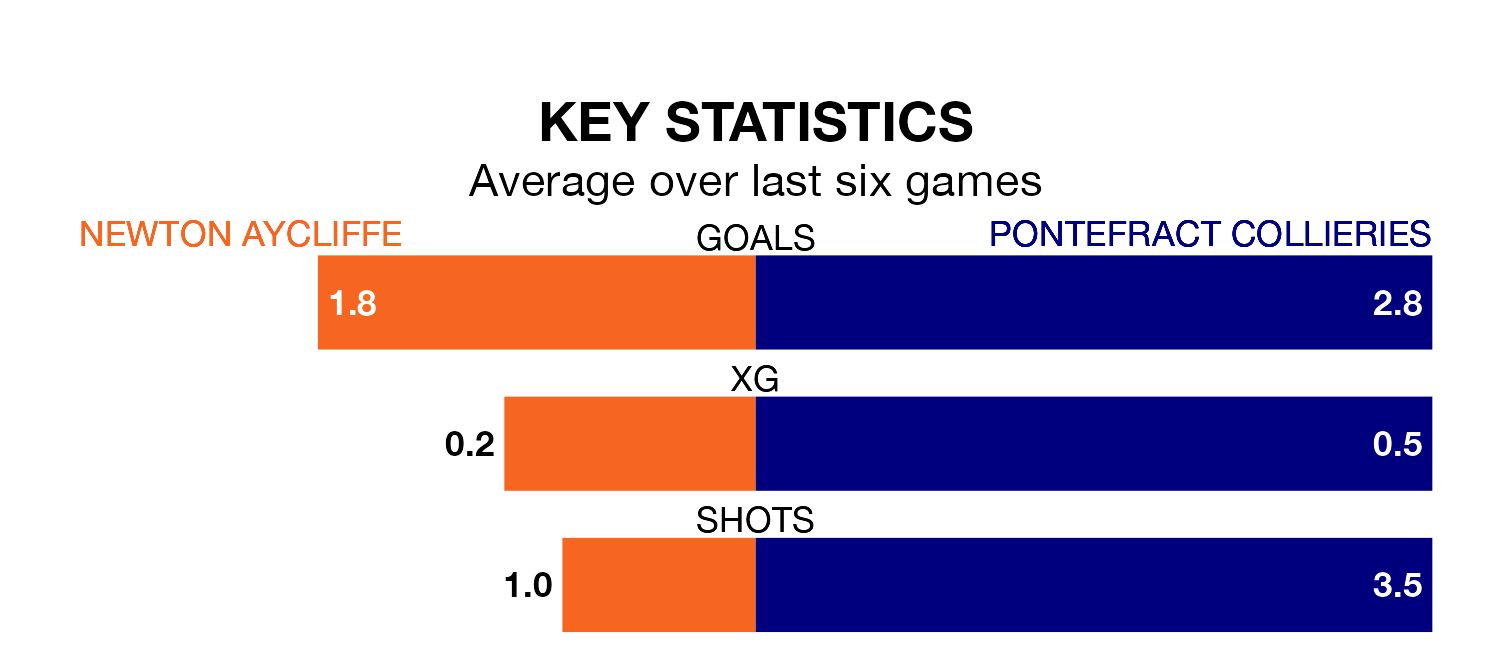 KEY STATISTICS
Average over last six games
NEWTON AYCLIFFE GOALS PONTEFRACT COLLIERIES
1.8 2.8
XG
0.2 0.5
SHOTS
1.0 3.5